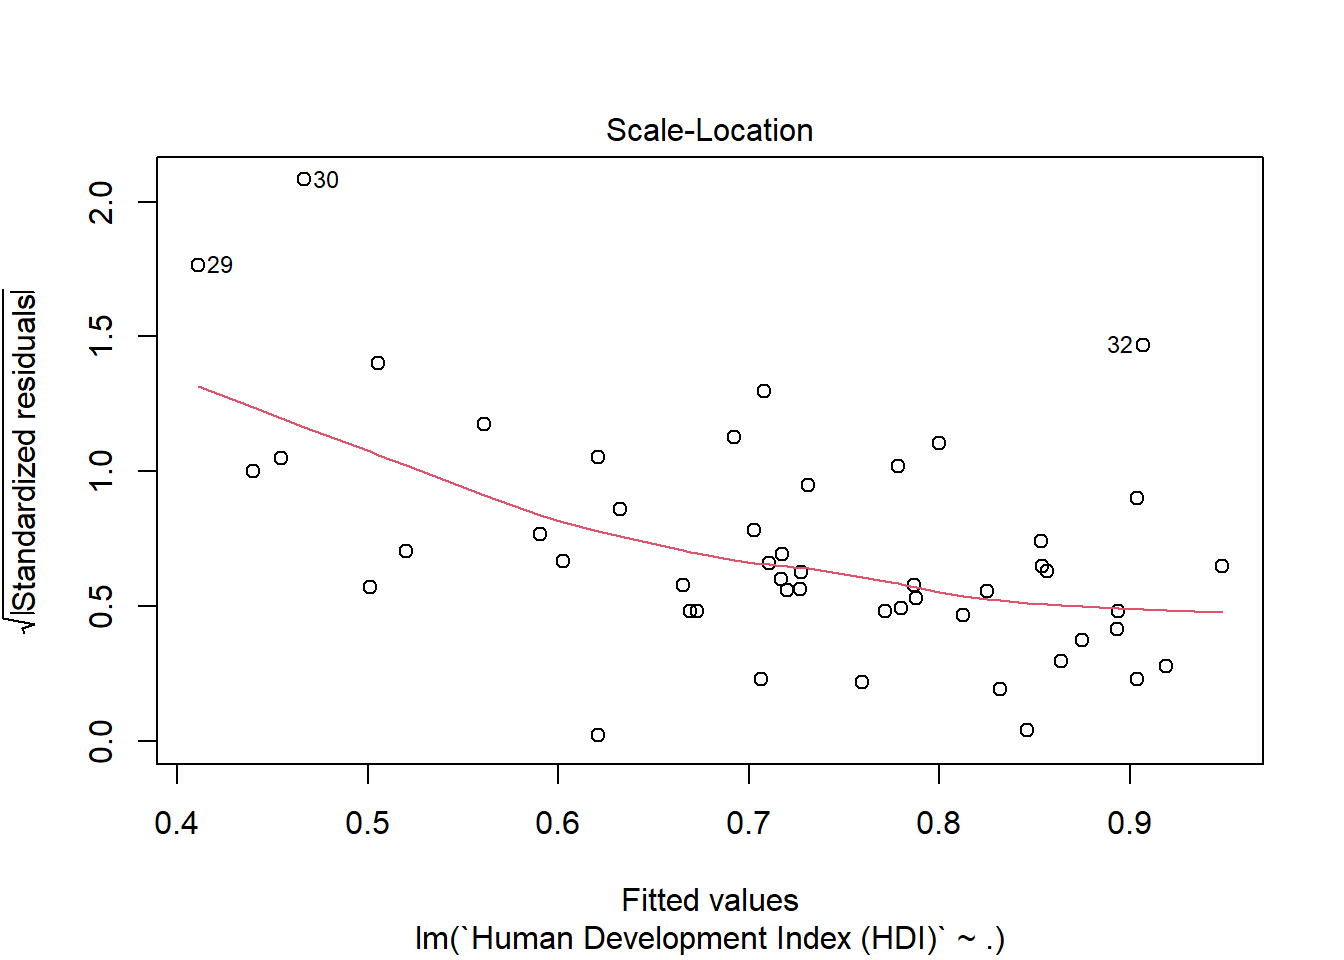 Scale-Location
30
29
32
√|Standardized residuals|
2.0
1.5
1.0
0.5
0.0
0.4 0.5 0.6 0.7 0.8 0.9
Fitted values
lm(`Human Development Index (HDI)` ~ .)